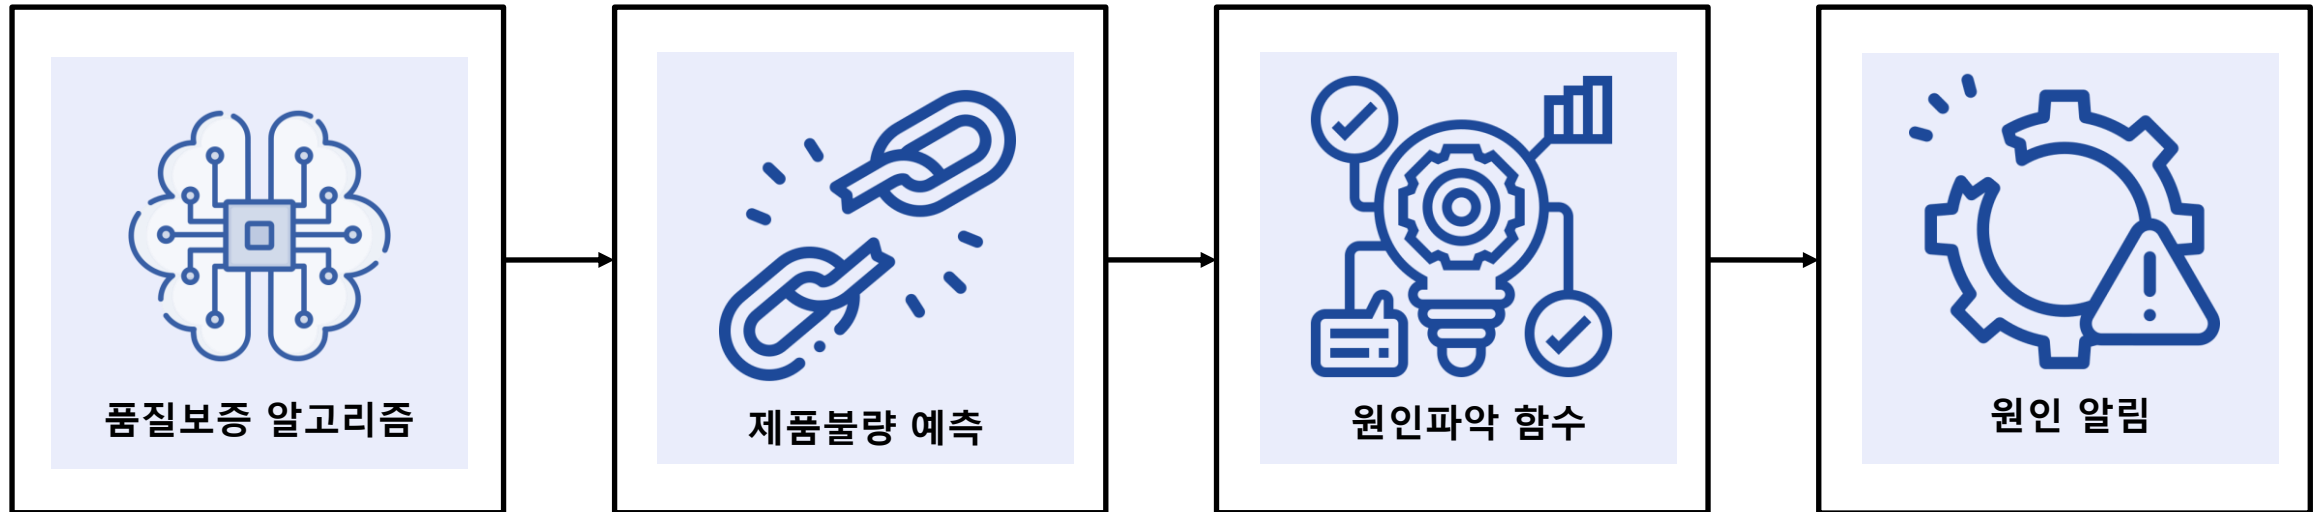 품질보증 알고리즘
제품불량 예측
원인파악 함수
원인 알림